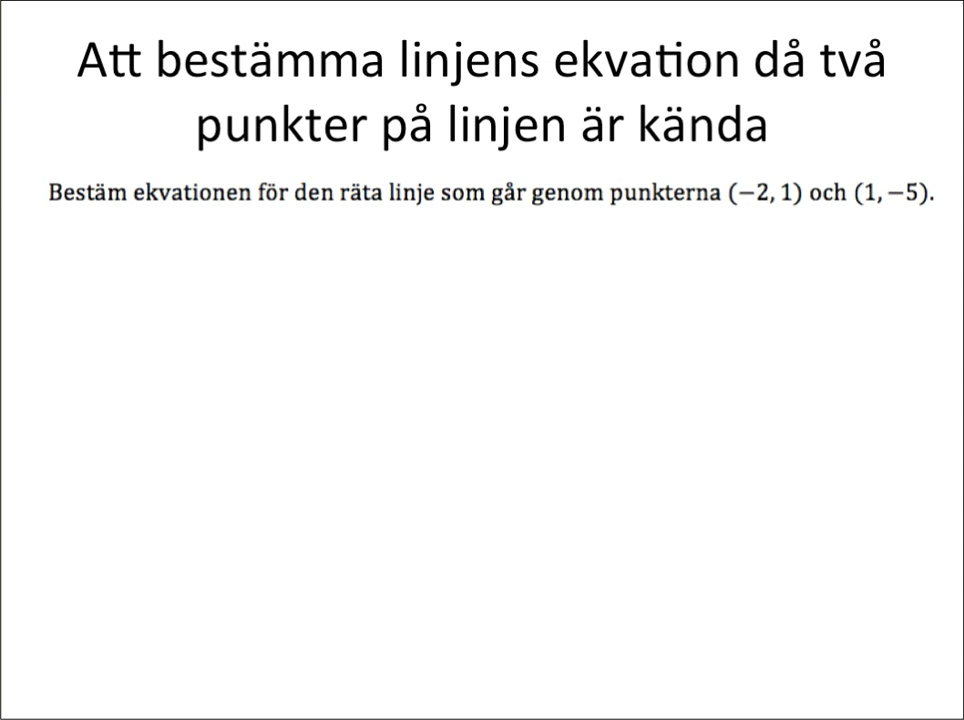 Att bestämma linjens ekvation då två
punkter på linjen är kända
Bestäm ekvationen för den räta linje som går genom punkterna (−2, 1) och (1, −5).